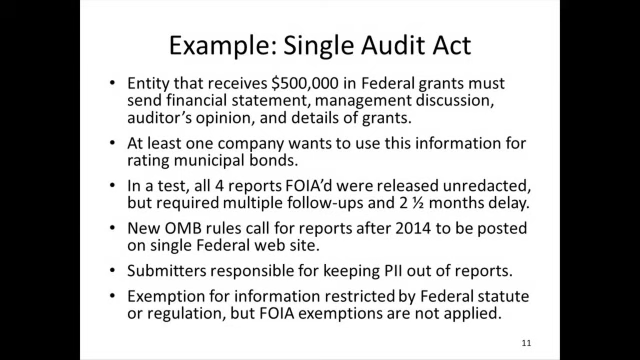 Example: Single Audit Act
• Entity that receives $500,000 in Federal grants must
send financial statement, management discussion,
auditor's opinion, and details of grants.
• At least one company wants to use this information for
rating municipal bonds.
• In a test, all 4 reports FOIA'd were released unredacted,
but required multiple follow-ups and 2 ½ months delay.
• New OMB rules call for reports after 2014 to be posted
on single Federal web site.
• Submitters responsible for keeping PII out of reports.
• Exemption for information restricted by Federal statute
or regulation, but FOIA exemptions are not applied.
11